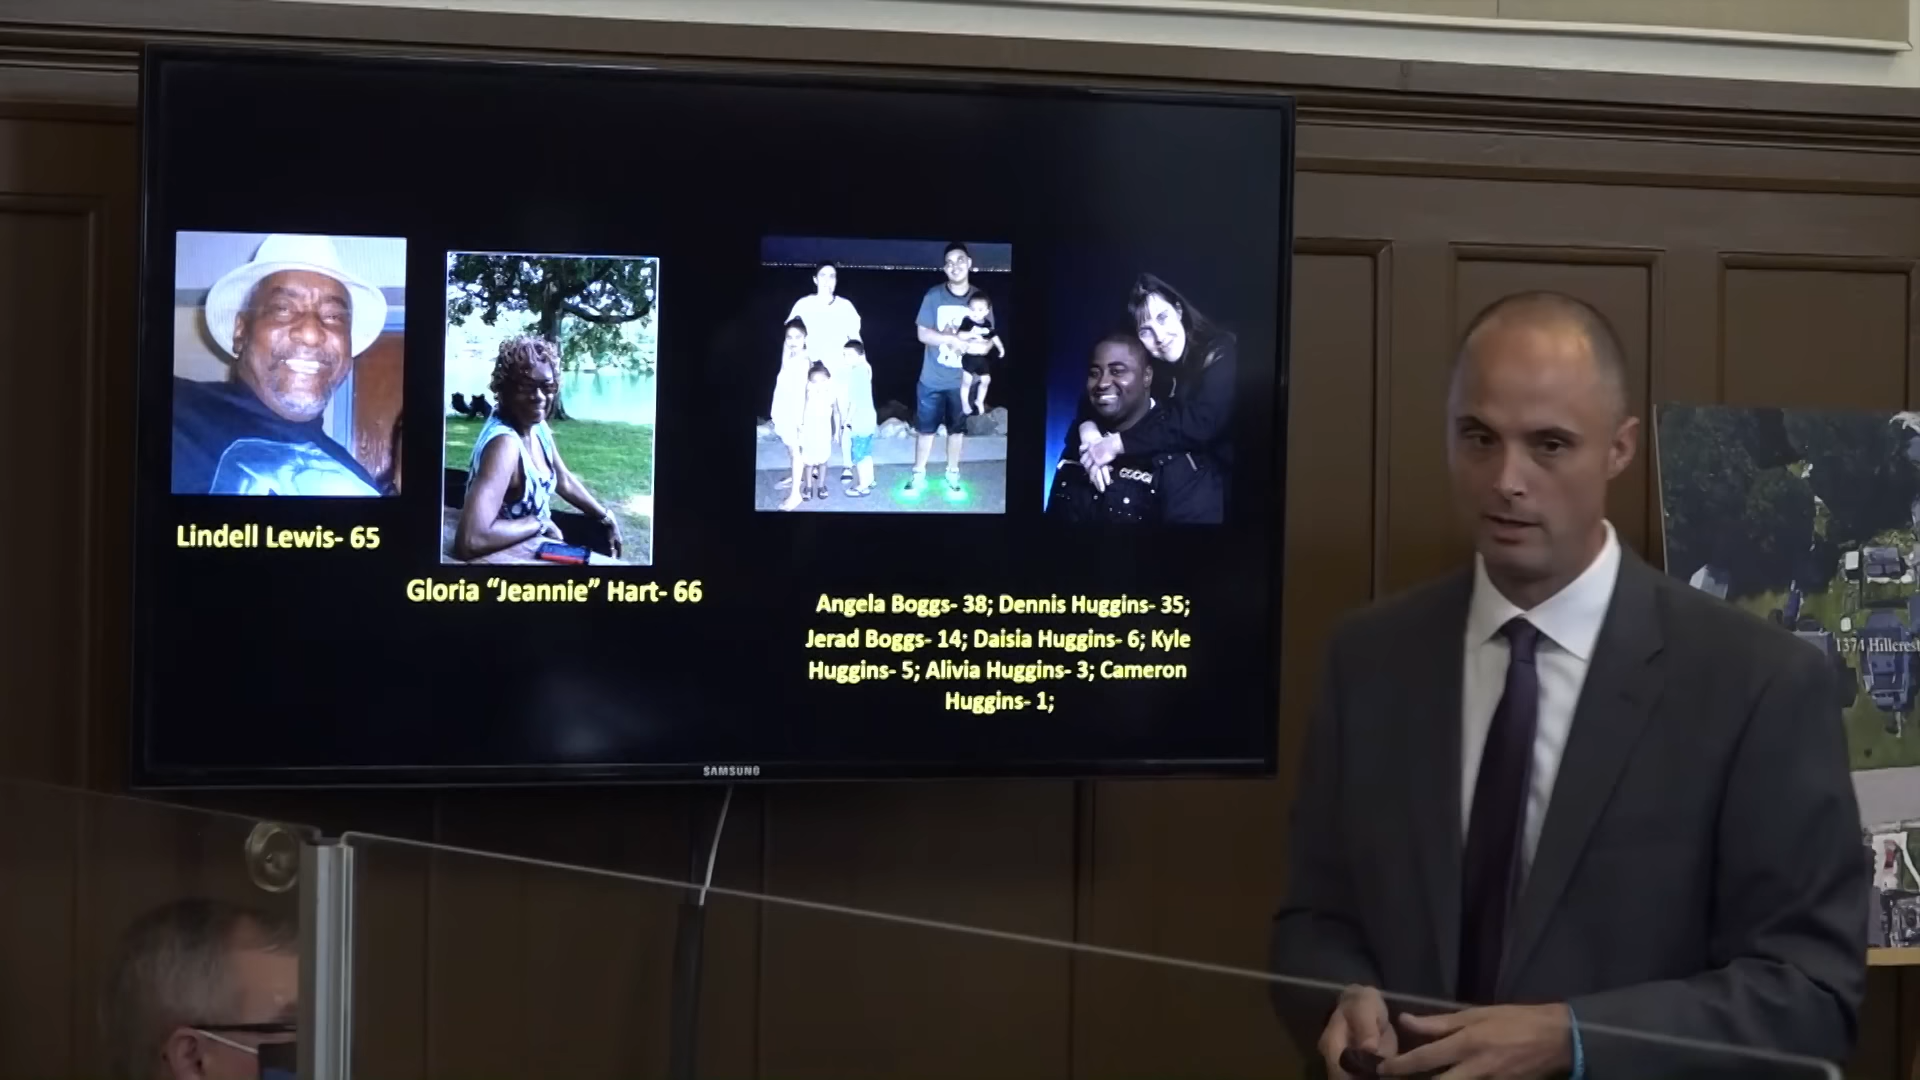 Lindell Lewis- 65
Gloria “Jeannie” Hart- 66
Angela Boggs- 38; Dennis Huggins- 35;
Jerad Boggs- 14; Daisia Huggins- 6; Kyle
Huggins- 5; Alivia Huggins- 3; Cameron
Huggins- 1;
SAMSUNG
1374 Hillcrest